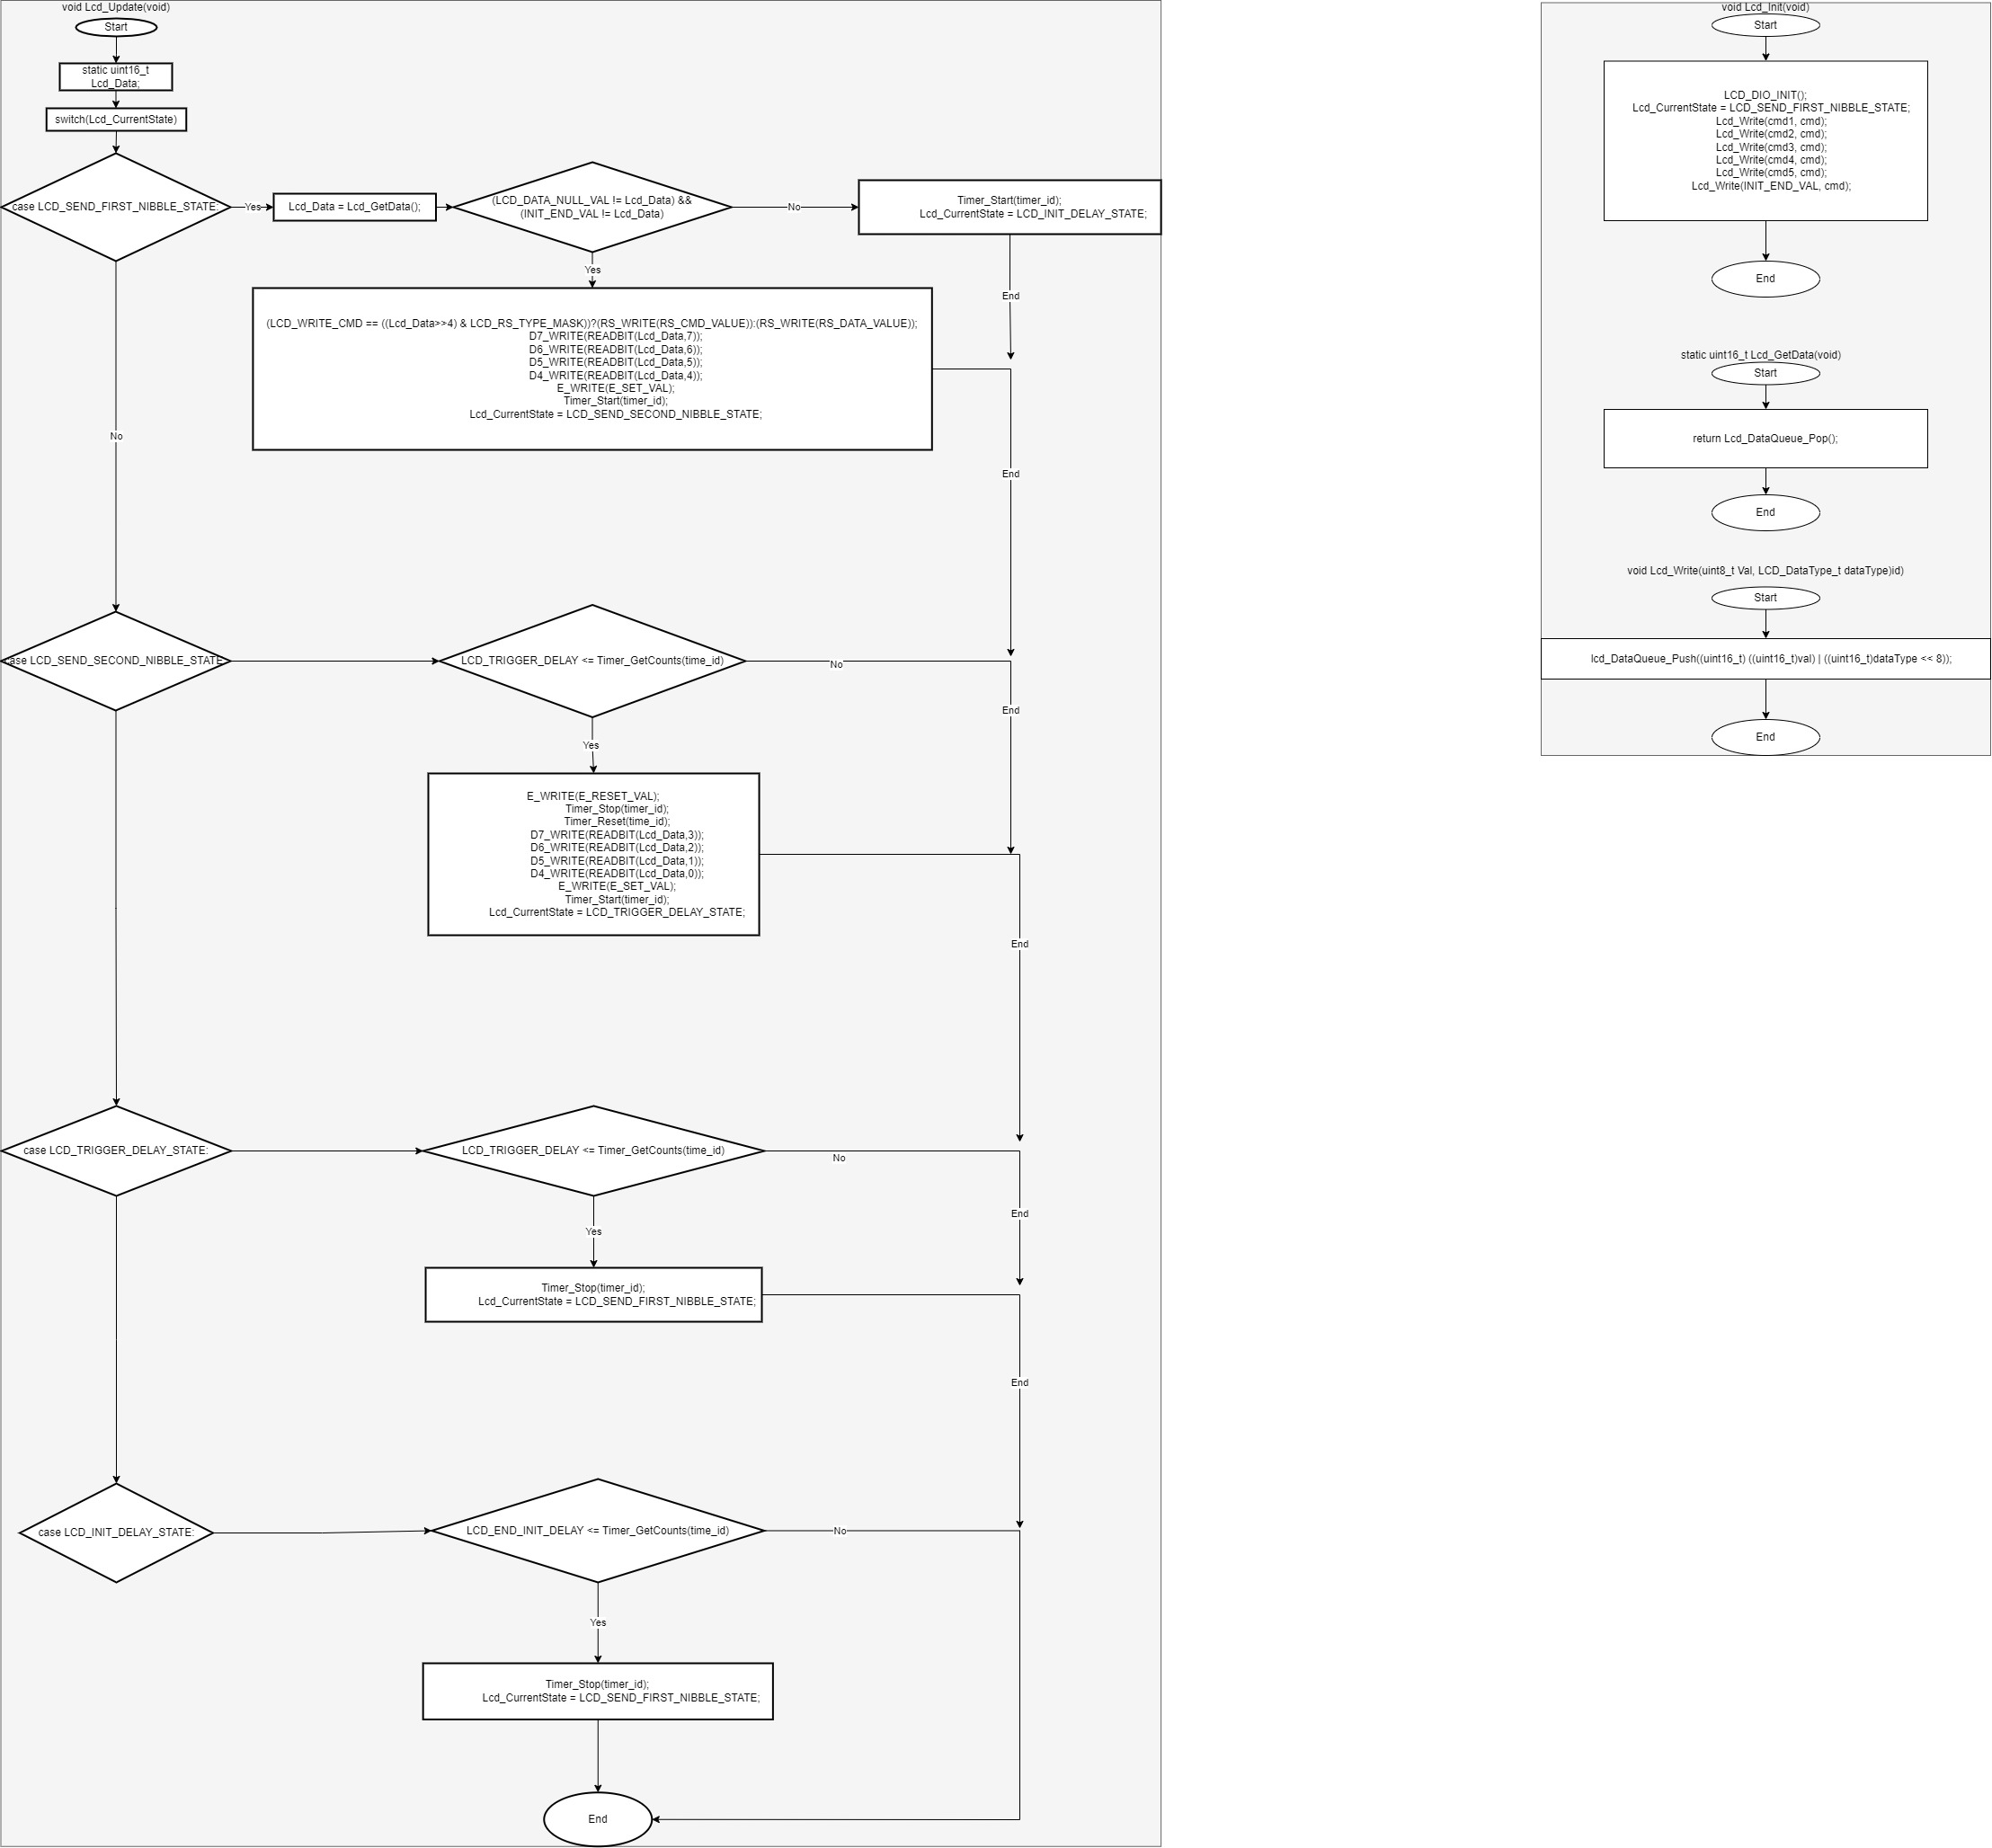 void Lcd_Update(void)
Start
static uint16_t
Lcd_Data;
switch(Lcd_CurrentState)
case LCD_SEND_FIRST_NIBBLE_STATE:
Yes
Lcd_Data = Lcd_GetData();
(LCD_DATA_NULL_VAL != Lcd_Data) &&
(INIT_END_VAL != Lcd_Data)
No
Timer_Start(timer_id);
Lcd_CurrentState = LCD_INIT_DELAY_STATE;
Yes
End
(LCD_WRITE_CMD == ((Lcd_Data>>4) & LCD_RS_TYPE_MASK))?(RS_WRITE(RS_CMD_VALUE)):(RS_WRITE(RS_DATA_VALUE));
D7_WRITE(READBIT(Lcd_Data,7));
D6_WRITE(READBIT(Lcd_Data,6));
D5_WRITE(READBIT(Lcd_Data,5));
D4_WRITE(READBIT(Lcd_Data,4));
E_WRITE(E_SET_VAL);
Timer_Start(timer_id);
Lcd_CurrentState = LCD_SEND_SECOND_NIBBLE_STATE;
No
End
case LCD_SEND_SECOND_NIBBLE_STATE
LCD_TRIGGER_DELAY <= Timer_GetCounts(time_id)
No
End
Yes
E_WRITE(E_RESET_VAL);
Timer_Stop(timer_id);
Timer_Reset(time_id);
D7_WRITE(READBIT(Lcd_Data,3));
D6_WRITE(READBIT(Lcd_Data,2));
D5_WRITE(READBIT(Lcd_Data,1));
D4_WRITE(READBIT(Lcd_Data,0));
E_WRITE(E_SET_VAL);
Timer_Start(timer_id);
Lcd_CurrentState = LCD_TRIGGER_DELAY_STATE;
End
case LCD_TRIGGER_DELAY_STATE:
LCD_TRIGGER_DELAY <= Timer_GetCounts(time_id)
No
End
Yes
Timer_Stop(timer_id);
Lcd_CurrentState = LCD_SEND_FIRST_NIBBLE_STATE;
End
case LCD_INIT_DELAY_STATE:
LCD_END_INIT_DELAY <= Timer_GetCounts(time_id)
No
Yes
Timer_Stop(timer_id);
Lcd_CurrentState = LCD_SEND_FIRST_NIBBLE_STATE;
End
void Lcd_Init(void)
Start
LCD_DIO_INIT();
Lcd_CurrentState = LCD_SEND_FIRST_NIBBLE_STATE;
Lcd_Write(cmd1, cmd);
Lcd_Write(cmd2, cmd);
Lcd_Write(cmd3, cmd);
Lcd_Write(cmd4, cmd);
Lcd_Write(cmd5, cmd);
Lcd_Write(INIT_END_VAL, cmd);
End
static uint16_t Lcd_GetData(void)
Start
return Lcd_DataQueue_Pop();
End
void Lcd_Write(uint8_t Val, LCD_DataType_t dataType)id)
Start
lcd_DataQueue_Push((uint16_t) ((uint16_t)val) | ((uint16_t)dataType << 8));
End